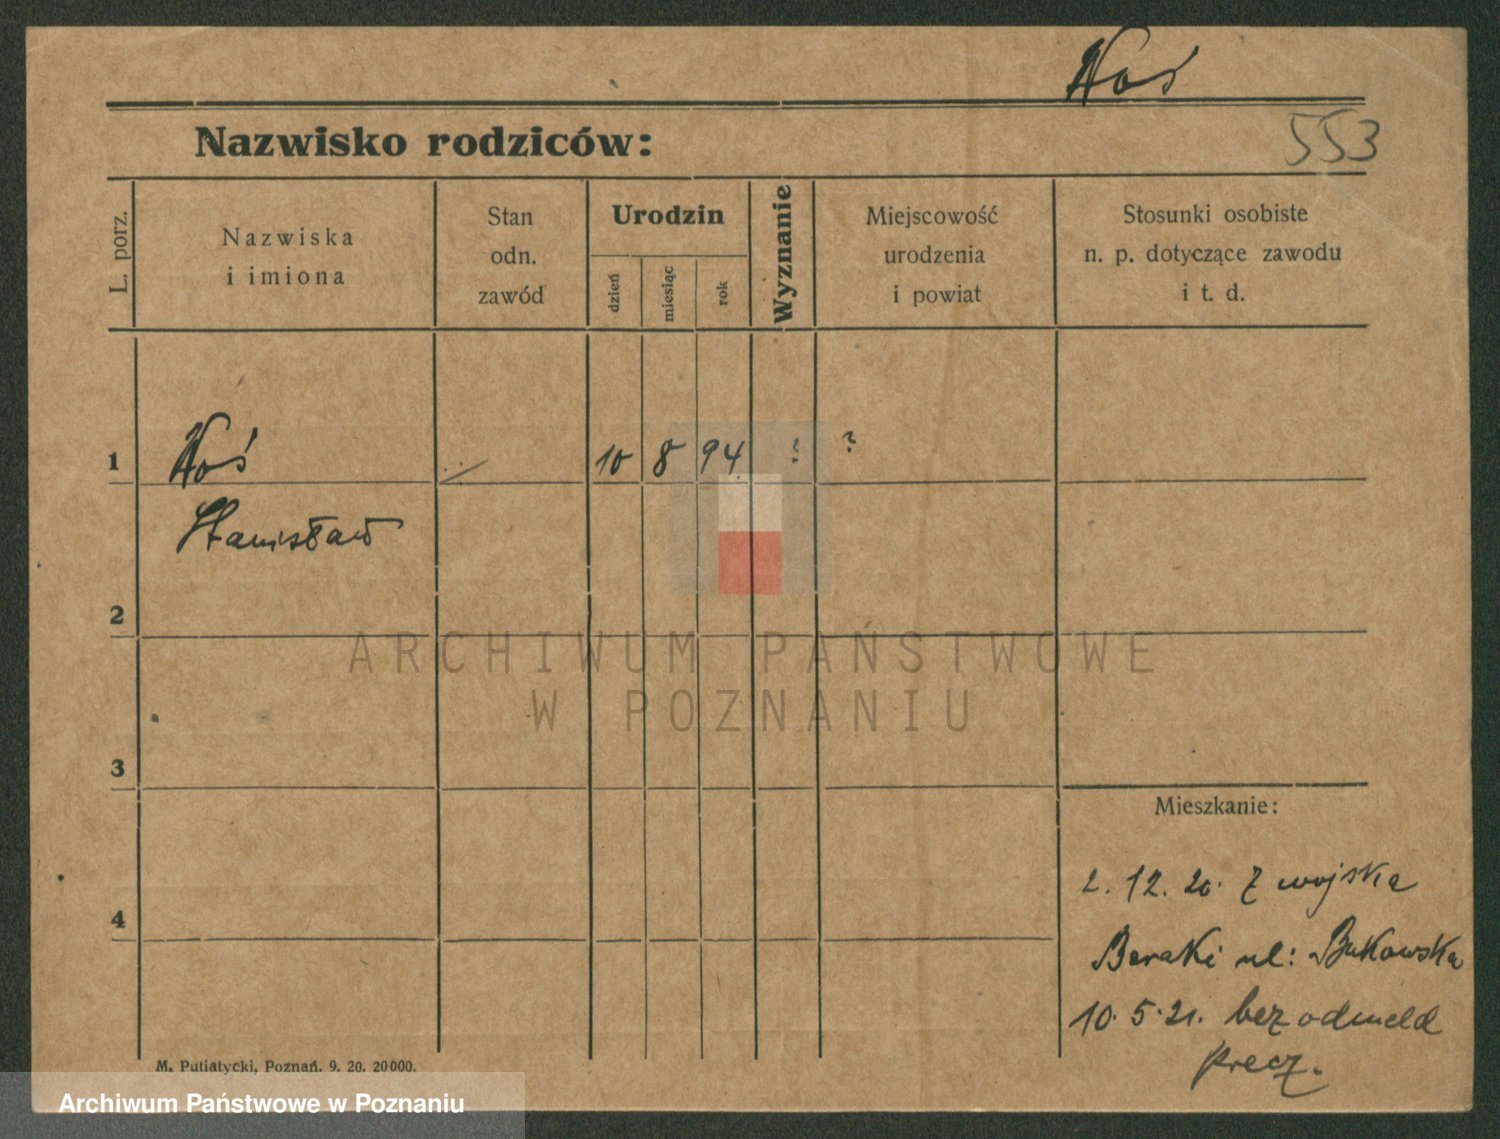 Noś
Nazwisko rodziców:
553
L. porz.
Nazwiska
i imiona
Stan
odn.
zawód
Urodzin
dzień
miesiąc
rok
Wyznanie
Miejscowość
urodzenia
i powiat
Stosunki osobiste
n. p. dotyczące zawodu
i t. d.
1 Noś 10 8 94 ? ?
Stanisław
2
ARCHIWUM PAŃSTWOWE
W POZNANIU
3
Mieszkanie:
2. 12. 20. Z wojska
4
Baraki ul: Bukowska
10. 5. 21. bez odmeld
precz.
M. Putiatycki, Poznań. 9. 20. 20000.
Archiwum Państwowe w Poznaniu